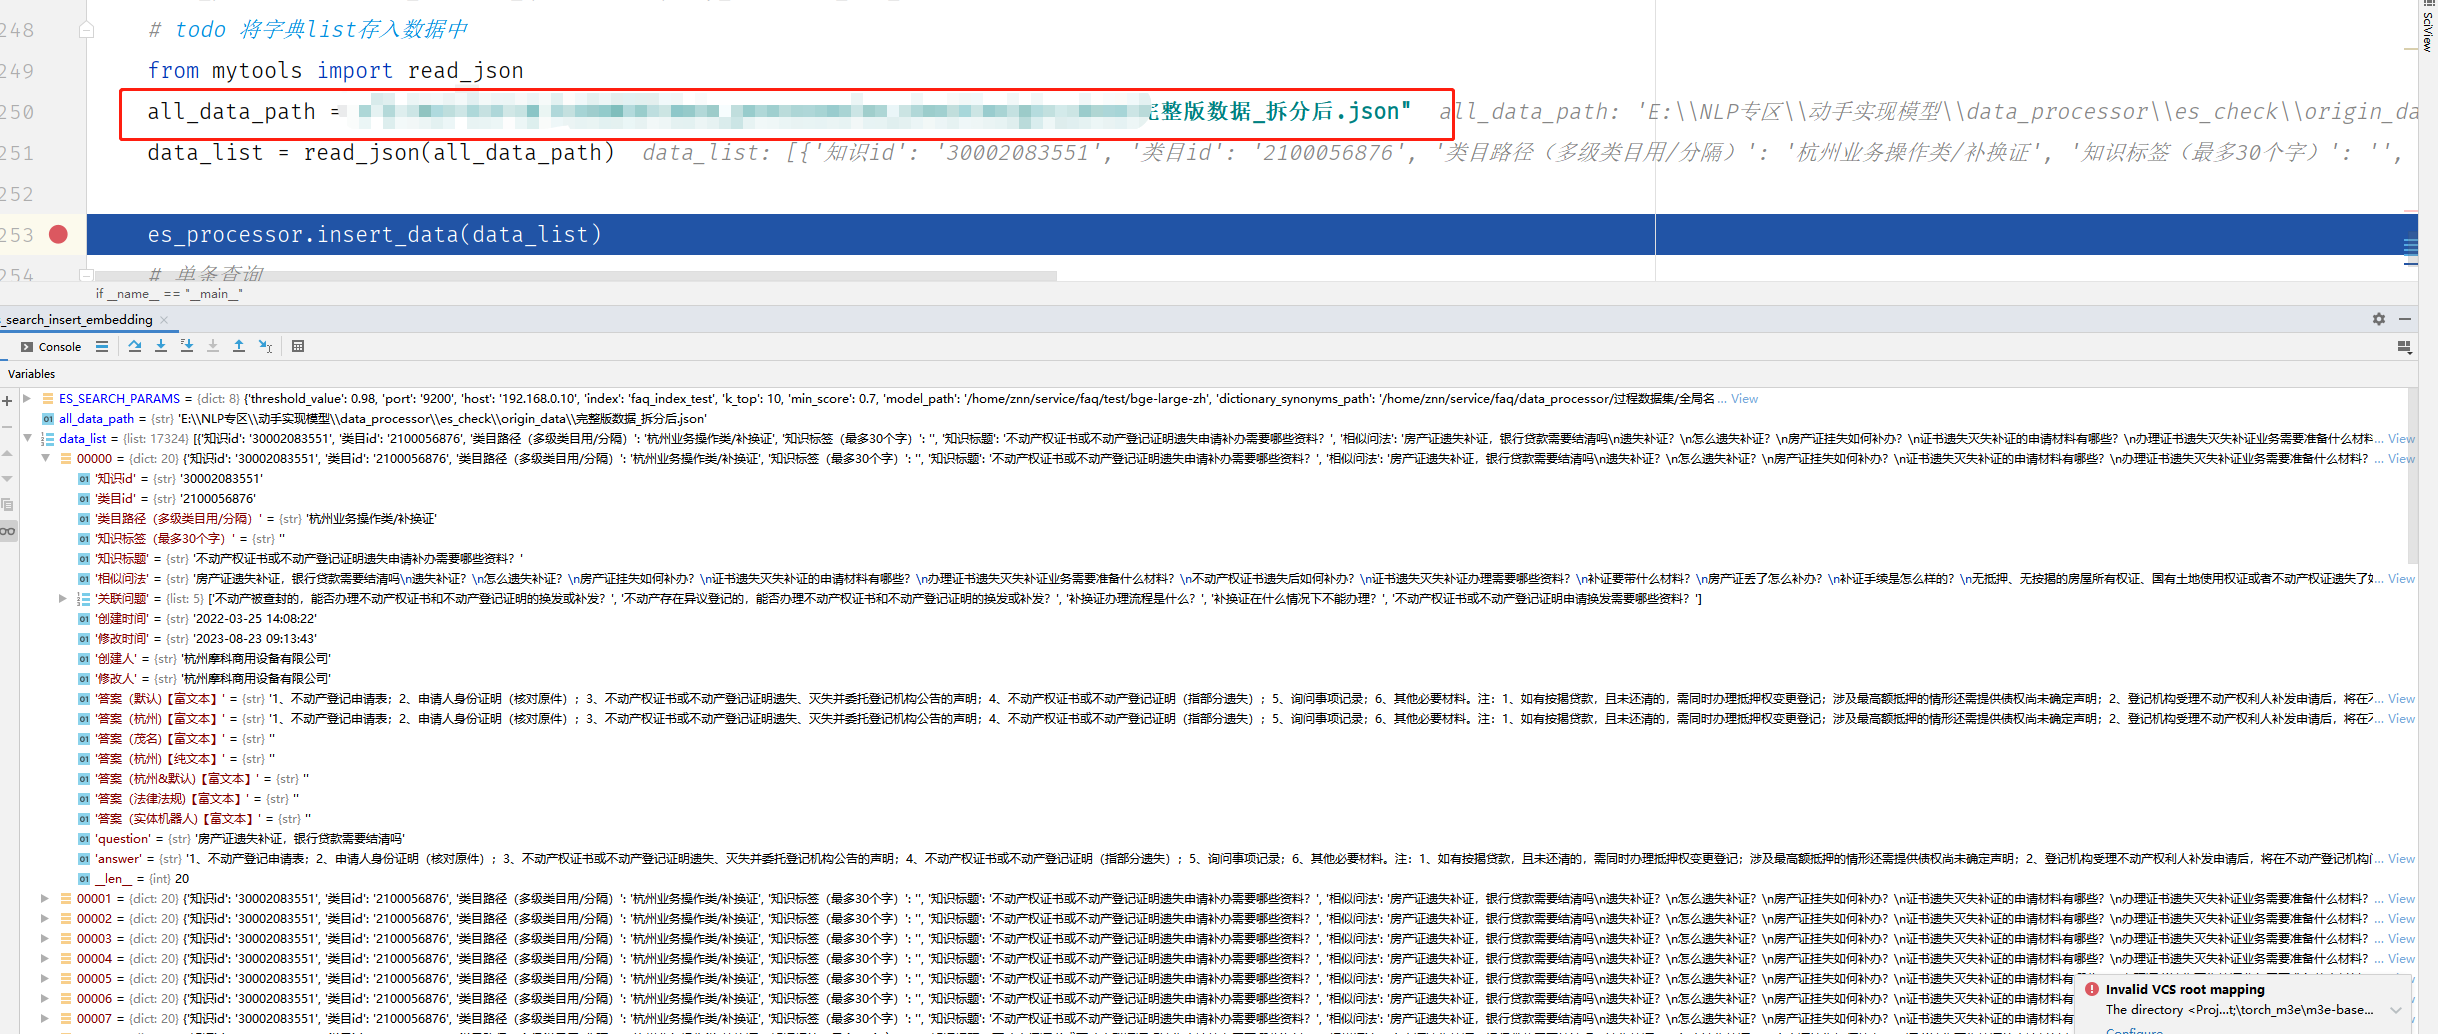 248 # todo 将字典list存入数据中
249 from mytools import read_json
250 all_data_path = 完整版数据_拆分后.json" all_data_path: 'E:\\NLP专区\\动手实现模型\\data_processor\\es_check\\origin_da
251 data_list = read_json(all_data_path) data_list: [{'知识id': '30002083551', '类目id': '2100056876', '类目路径（多级类目用/分隔）': '杭州业务操作类/补换证', '知识标签（最多30个字）': '',
252
253 es_processor.insert_data(data_list)
254 # 单条查询
SciView
if __name__ == "__main__"
_search_insert_embedding
Console
Variables
ES_SEARCH_PARAMS = {dict: 8} {'threshold_value': 0.98, 'port': '9200', 'host': '192.168.0.10', 'index': 'faq_index_test', 'k_top': 10, 'min_score': 0.7, 'model_path': '/home/znn/service/faq/test/bge-large-zh', 'dictionary_synonyms_path': '/home/znn/service/faq/data_processor/过程数据集/全局名... View
all_data_path = {str} 'E:\\NLP专区\\动手实现模型\\data_processor\\es_check\\origin_data\\完整版数据_拆分后.json'
data_list = {list: 17324} [{'知识id': '30002083551', '类目id': '2100056876', '类目路径（多级类目用/分隔）': '杭州业务操作类/补换证', '知识标签（最多30个字）': '', '知识标题': '不动产权证书或不动产登记证明遗失申请补办需要哪些资料？', '相似问法': '房产证遗失补证，银行贷款需要结清吗\n遗失补证？\n怎么遗失补证？\n房产证挂失如何补办？\n证书遗失灭失补证的申请材料有哪些？\n办理证书遗失灭失补证业务需要准备什么材料... View
00000 = {dict: 20} {'知识id': '30002083551', '类目id': '2100056876', '类目路径（多级类目用/分隔）': '杭州业务操作类/补换证', '知识标签（最多30个字）': '', '知识标题': '不动产权证书或不动产登记证明遗失申请补办需要哪些资料？', '相似问法': '房产证遗失补证，银行贷款需要结清吗\n遗失补证？\n怎么遗失补证？\n房产证挂失如何补办？\n证书遗失灭失补证的申请材料有哪些？\n办理证书遗失灭失补证业务需要准备什么材料？... View
'知识id' = {str} '30002083551'
'类目id' = {str} '2100056876'
'类目路径（多级类目用/分隔）' = {str} '杭州业务操作类/补换证'
'知识标签（最多30个字）' = {str} ''
'知识标题' = {str} '不动产权证书或不动产登记证明遗失申请补办需要哪些资料？'
'相似问法' = {str} '房产证遗失补证，银行贷款需要结清吗\n遗失补证？\n怎么遗失补证？\n房产证挂失如何补办？\n证书遗失灭失补证的申请材料有哪些？\n办理证书遗失灭失补证业务需要准备什么材料？\n不动产权证书遗失后如何补办？\n证书遗失灭失补证办理需要哪些资料？\n补证要带什么材料？\n房产证丢了怎么补办？\n补证手续是怎么样的？\n无抵押、无按揭的房屋所有权证、国有土地使用权证或者不动产权证遗失了如... View
'关联问题' = {list: 5} ['不动产被查封的，能否办理不动产权证书和不动产登记证明的换发或补发？', '不动产存在异议登记的，能否办理不动产权证书和不动产登记证明的换发或补发？', '补换证办理流程是什么？', '补换证在什么情况下不能办理？', '不动产权证书或不动产登记证明申请换发需要哪些资料？']
'创建时间' = {str} '2022-03-25 14:08:22'
'修改时间' = {str} '2023-08-23 09:13:43'
'创建人' = {str} '杭州摩科商用设备有限公司'
'修改人' = {str} '杭州摩科商用设备有限公司'
'答案（默认)【富文本】' = {str} '1、不动产登记申请表；2、申请人身份证明（核对原件）；3、不动产权证书或不动产登记证明遗失、灭失并委托登记机构公告的声明；4、不动产权证书或不动产登记证明（指部分遗失）；5、询问事项记录；6、其他必要材料。注：1、如有按揭贷款，且未还清的，需同时办理抵押权变更登记；涉及最高额抵押的情形还需提供债权尚未确定声明；2、登记机构受理不动产权利人补发申请后，将在不... View
'答案（杭州)【富文本】' = {str} '1、不动产登记申请表；2、申请人身份证明（核对原件）；3、不动产权证书或不动产登记证明遗失、灭失并委托登记机构公告的声明；4、不动产权证书或不动产登记证明（指部分遗失）；5、询问事项记录；6、其他必要材料。注：1、如有按揭贷款，且未还清的，需同时办理抵押权变更登记；涉及最高额抵押的情形还需提供债权尚未确定声明；2、登记机构受理不动产权利人补发申请后，将在不... View
'答案（茂名)【富文本】' = {str} ''
'答案（杭州)【纯文本】' = {str} ''
'答案（杭州&默认)【富文本】' = {str} ''
'答案（法律法规)【富文本】' = {str} ''
'答案（实体机器人)【富文本】' = {str} ''
'question' = {str} '房产证遗失补证，银行贷款需要结清吗'
'answer' = {str} '1、不动产登记申请表；2、申请人身份证明（核对原件）；3、不动产权证书或不动产登记证明遗失、灭失并委托登记机构公告的声明；4、不动产权证书或不动产登记证明（指部分遗失）；5、询问事项记录；6、其他必要材料。注：1、如有按揭贷款，且未还清的，需同时办理抵押权变更登记；涉及最高额抵押的情形还需提供债权尚未确定声明；2、登记机构受理不动产权利人补发申请后，将在不动产登记机构门... View
__len__ = {int} 20
00001 = {dict: 20} {'知识id': '30002083551', '类目id': '2100056876', '类目路径（多级类目用/分隔）': '杭州业务操作类/补换证', '知识标签（最多30个字）': '', '知识标题': '不动产权证书或不动产登记证明遗失申请补办需要哪些资料？', '相似问法': '房产证遗失补证，银行贷款需要结清吗\n遗失补证？\n怎么遗失补证？\n房产证挂失如何补办？\n证书遗失灭失补证的申请材料有哪些？\n办理证书遗失灭失补证业务需要准备什么材料？... View
00002 = {dict: 20} {'知识id': '30002083551', '类目id': '2100056876', '类目路径（多级类目用/分隔）': '杭州业务操作类/补换证', '知识标签（最多30个字）': '', '知识标题': '不动产权证书或不动产登记证明遗失申请补办需要哪些资料？', '相似问法': '房产证遗失补证，银行贷款需要结清吗\n遗失补证？\n怎么遗失补证？\n房产证挂失如何补办？\n证书遗失灭失补证的申请材料有哪些？\n办理证书遗失灭失补证业务需要准备什么材料？... View
00003 = {dict: 20} {'知识id': '30002083551', '类目id': '2100056876', '类目路径（多级类目用/分隔）': '杭州业务操作类/补换证', '知识标签（最多30个字）': '', '知识标题': '不动产权证书或不动产登记证明遗失申请补办需要哪些资料？', '相似问法': '房产证遗失补证，银行贷款需要结清吗\n遗失补证？\n怎么遗失补证？\n房产证挂失如何补办？\n证书遗失灭失补证的申请材料有哪些？\n办理证书遗失灭失补证业务需要准备什么材料？... View
00004 = {dict: 20} {'知识id': '30002083551', '类目id': '2100056876', '类目路径（多级类目用/分隔）': '杭州业务操作类/补换证', '知识标签（最多30个字）': '', '知识标题': '不动产权证书或不动产登记证明遗失申请补办需要哪些资料？', '相似问法': '房产证遗失补证，银行贷款需要结清吗\n遗失补证？\n怎么遗失补证？\n房产证挂失如何补办？\n证书遗失灭失补证的申请材料有哪些？\n办理证书遗失灭失补证业务需要准备什么材料？... View
00005 = {dict: 20} {'知识id': '30002083551', '类目id': '2100056876', '类目路径（多级类目用/分隔）': '杭州业务操作类/补换证', '知识标签（最多30个字）': '', '知识标题': '不动产权证书或不动产登记证明遗失申请补办需要哪些资料？', '相似问法': '房产证遗失补证，银行贷款需要结清吗\n遗失补证？\n怎么遗失补证？\n房产证挂失如何补办？\n证书遗失灭失补证的申请材料
00006 = {dict: 20} {'知识id': '30002083551', '类目id': '2100056876', '类目路径（多级类目用/分隔）': '杭州业务操作类/补换证', '知识标签（最多30个字）': '', '知识标题': '不动产权证书或不动产登记证明遗失申请补办需要哪些资料？', '相似问法': '房产证遗失补证，银行贷款需要结清吗\n遗失补证？\n怎么遗失补证？\n房产证挂失如何补办？\n证书遗失灭失补证的申请材料
00007 = {dict: 20} {'知识id': '30002083551', '类目id': '2100056876', '类目路径（多级类目用/分隔）': '杭州业务操作类/补换证', '知识标签（最多30个字）': '', '知识标题': '不动产权证书或不动产登记证明遗失申请补办需要哪些资料？', '相似问法': '房产证遗失补证，银行贷款需要结清吗\n遗失补证？\n怎么遗失补证？\n房产证挂失如何补办？\n证书遗失灭失补证的申请材料
Invalid VCS root mapping
The directory <Proj...t;\torch_m3e\m3e-base...
Configure